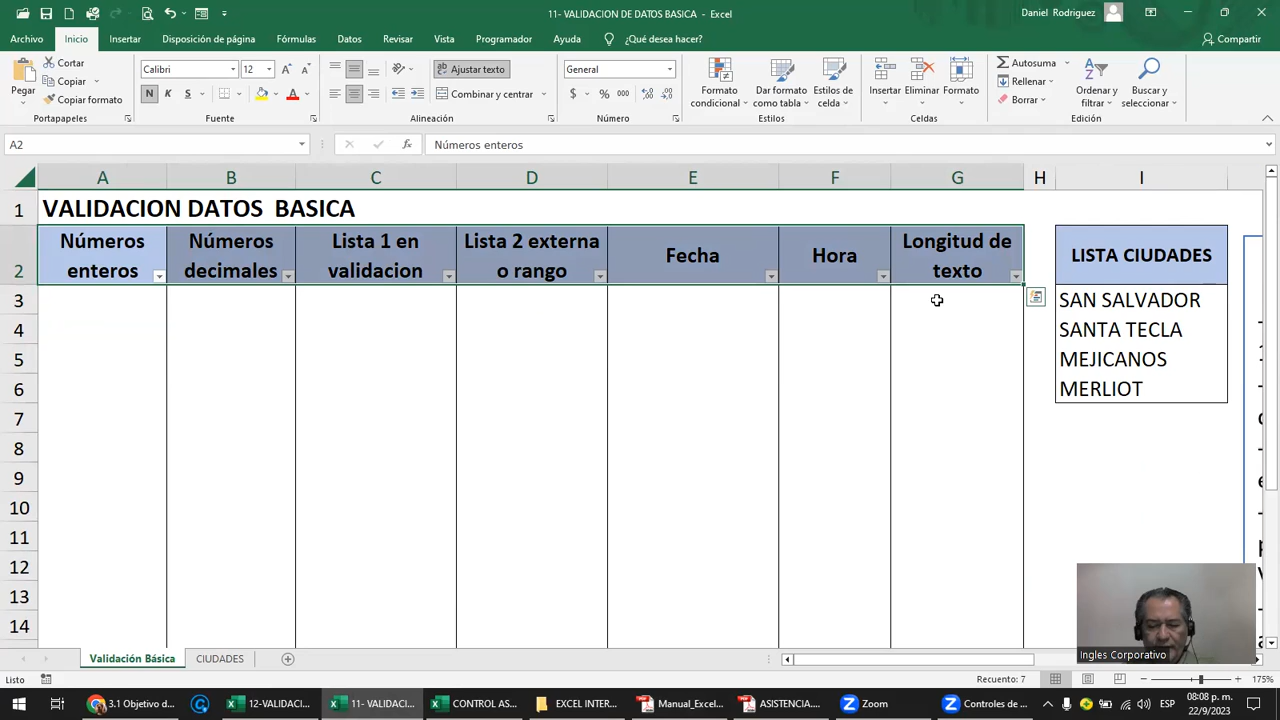 11- VALIDACION DE DATOS BASICA - Excel
Daniel Rodriguez
Archivo Inicio Insertar Disposición de página Fórmulas Datos Revisar Vista Programador Ayuda ¿Qué desea hacer? Compartir
Pegar
Cortar
Copiar
Copiar formato
Portapapeles
Calibri 12
N K S
Fuente
Ajustar texto
Combinar y centrar
Alineación
General
$ % 000
Número
Formato condicional
Dar formato como tabla
Estilos de celda
Estilos
Insertar Eliminar Formato
Celdas
Autosuma
Rellenar
Borrar
Ordenar y filtrar
Buscar y seleccionar
Edición
A2 fx Números enteros
A B C D E F G H I
1 VALIDACION DATOS BASICA
2 Números enteros Números decimales Lista 1 en validacion Lista 2 externa o rango Fecha Hora Longitud de texto LISTA CIUDADES
3 SAN SALVADOR
4 SANTA TECLA
5 MEJICANOS
6 MERLIOT
7
8
9
10
11
12
13
14
Ingles Corporativo
Validación Básica CIUDADES
Listo Recuento: 7 175%
3.1 Objetivo d... 12-VALIDACI... 11- VALIDACI... CONTROL AS... EXCEL INTER... Manual_Exce... ASISTENCIA... Zoom Controles de ... ESP 08:08 p. m.
22/9/2023